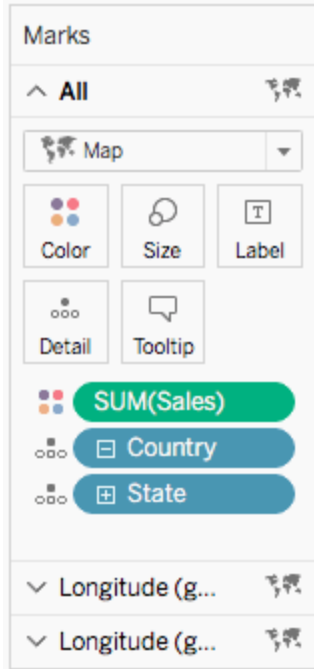 Marks
All
Map
Color Size Label
T
Detail Tooltip
SUM(Sales)
Country
State
Longitude (g...
Longitude (g...